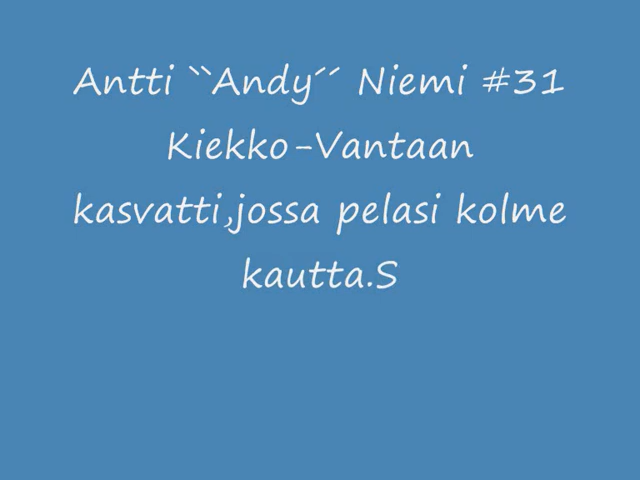 Antti ``Andy´´ Niemi #31
Kiekko-Vantaan
kasvatti,jossa pelasi kolme
kautta.S